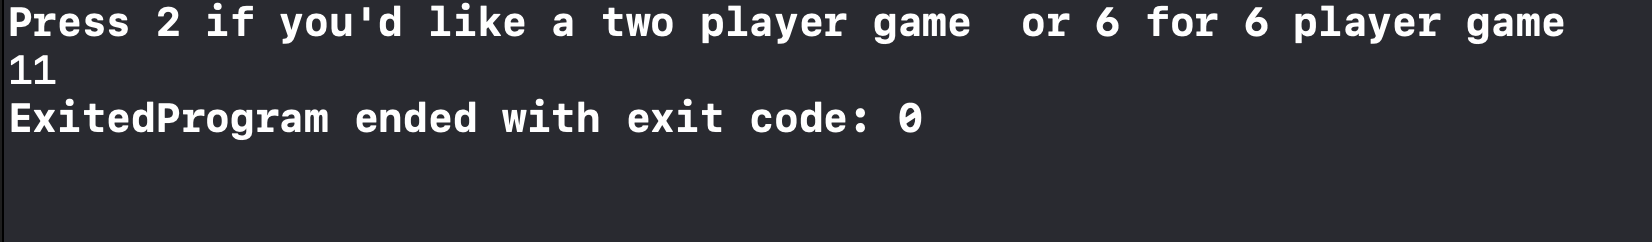 Press 2 if you'd like a two player game  or 6 for 6 player game
11
ExitedProgram ended with exit code: 0